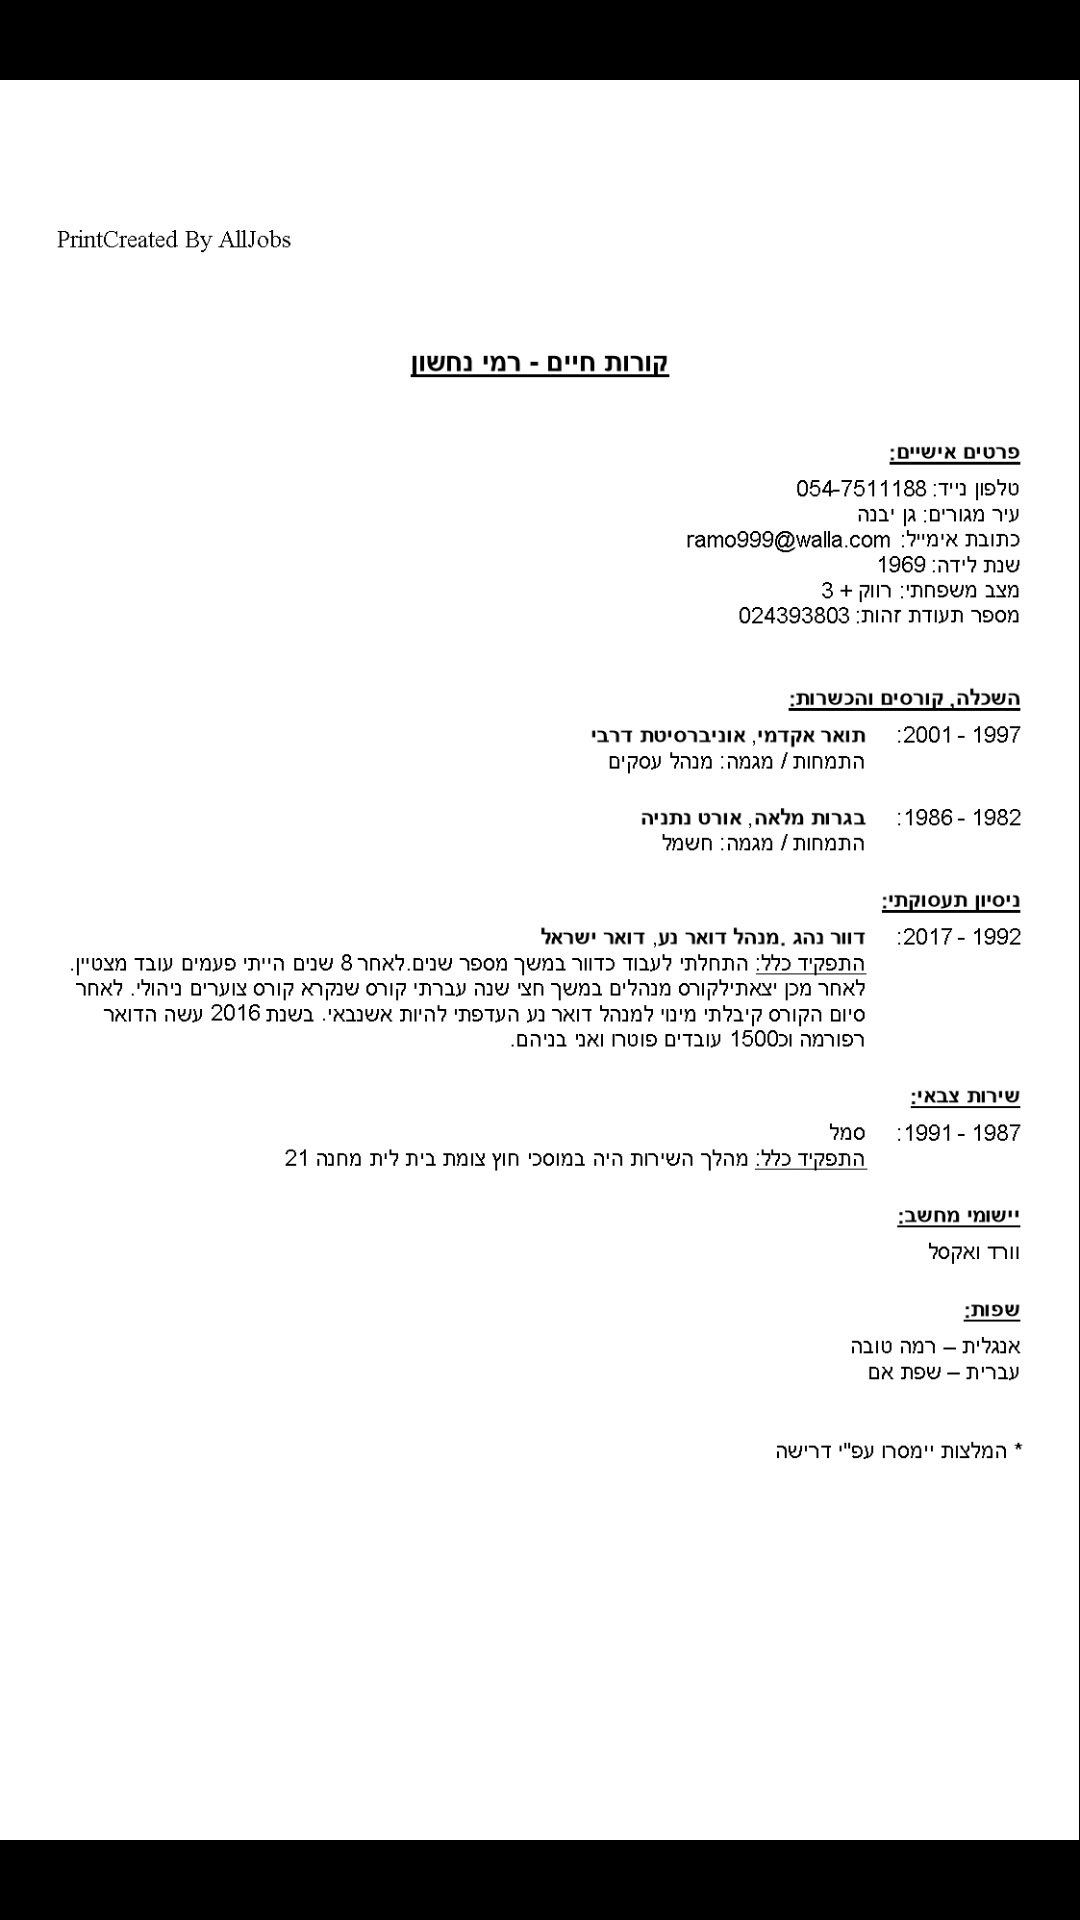 PrintCreated By AllJobs
קורות חיים - רמי נחשון
פרטים אישיים:
טלפון נייד: 054-7511188
עיר מגורים: גן יבנה
כתובת אימייל: ramo999@walla.com
שנת לידה: 1969
מצב משפחתי: רווק + 3
מספר תעודת זהות: 024393803
השכלה, קורסים והכשרות:
1997 - 2001: תואר אקדמי, אוניברסיטת דרבי
התמחות / מגמה: מנהל עסקים
1982 - 1986: בגרות מלאה, אורט נתניה
התמחות / מגמה: חשמל
ניסיון תעסוקתי:
1992 - 2017: דוור נהג .מנהל דואר נע, דואר ישראל
התפקיד כלל: התחלתי לעבוד כדוור במשך מספר שנים.לאחר 8 שנים הייתי פעמים עובד מצטיין.
לאחר מכן יצאתילקורס מנהלים במשך חצי שנה עברתי קורס שנקרא קורס צוערים ניהולי. לאחר
סיום הקורס קיבלתי מינוי למנהל דואר נע העדפתי להיות אשנבאי. בשנת 2016 עשה הדואר
רפורמה וכ1500 עובדים פוטרו ואני בניהם.
שירות צבאי:
1987 - 1991: סמל
התפקיד כלל: מהלך השירות היה במוסכי חוץ צומת בית לית מחנה 21
יישומי מחשב:
וורד ואקסל
שפות:
אנגלית – רמה טובה
עברית – שפת אם
* המלצות יימסרו עפ"י דרישה